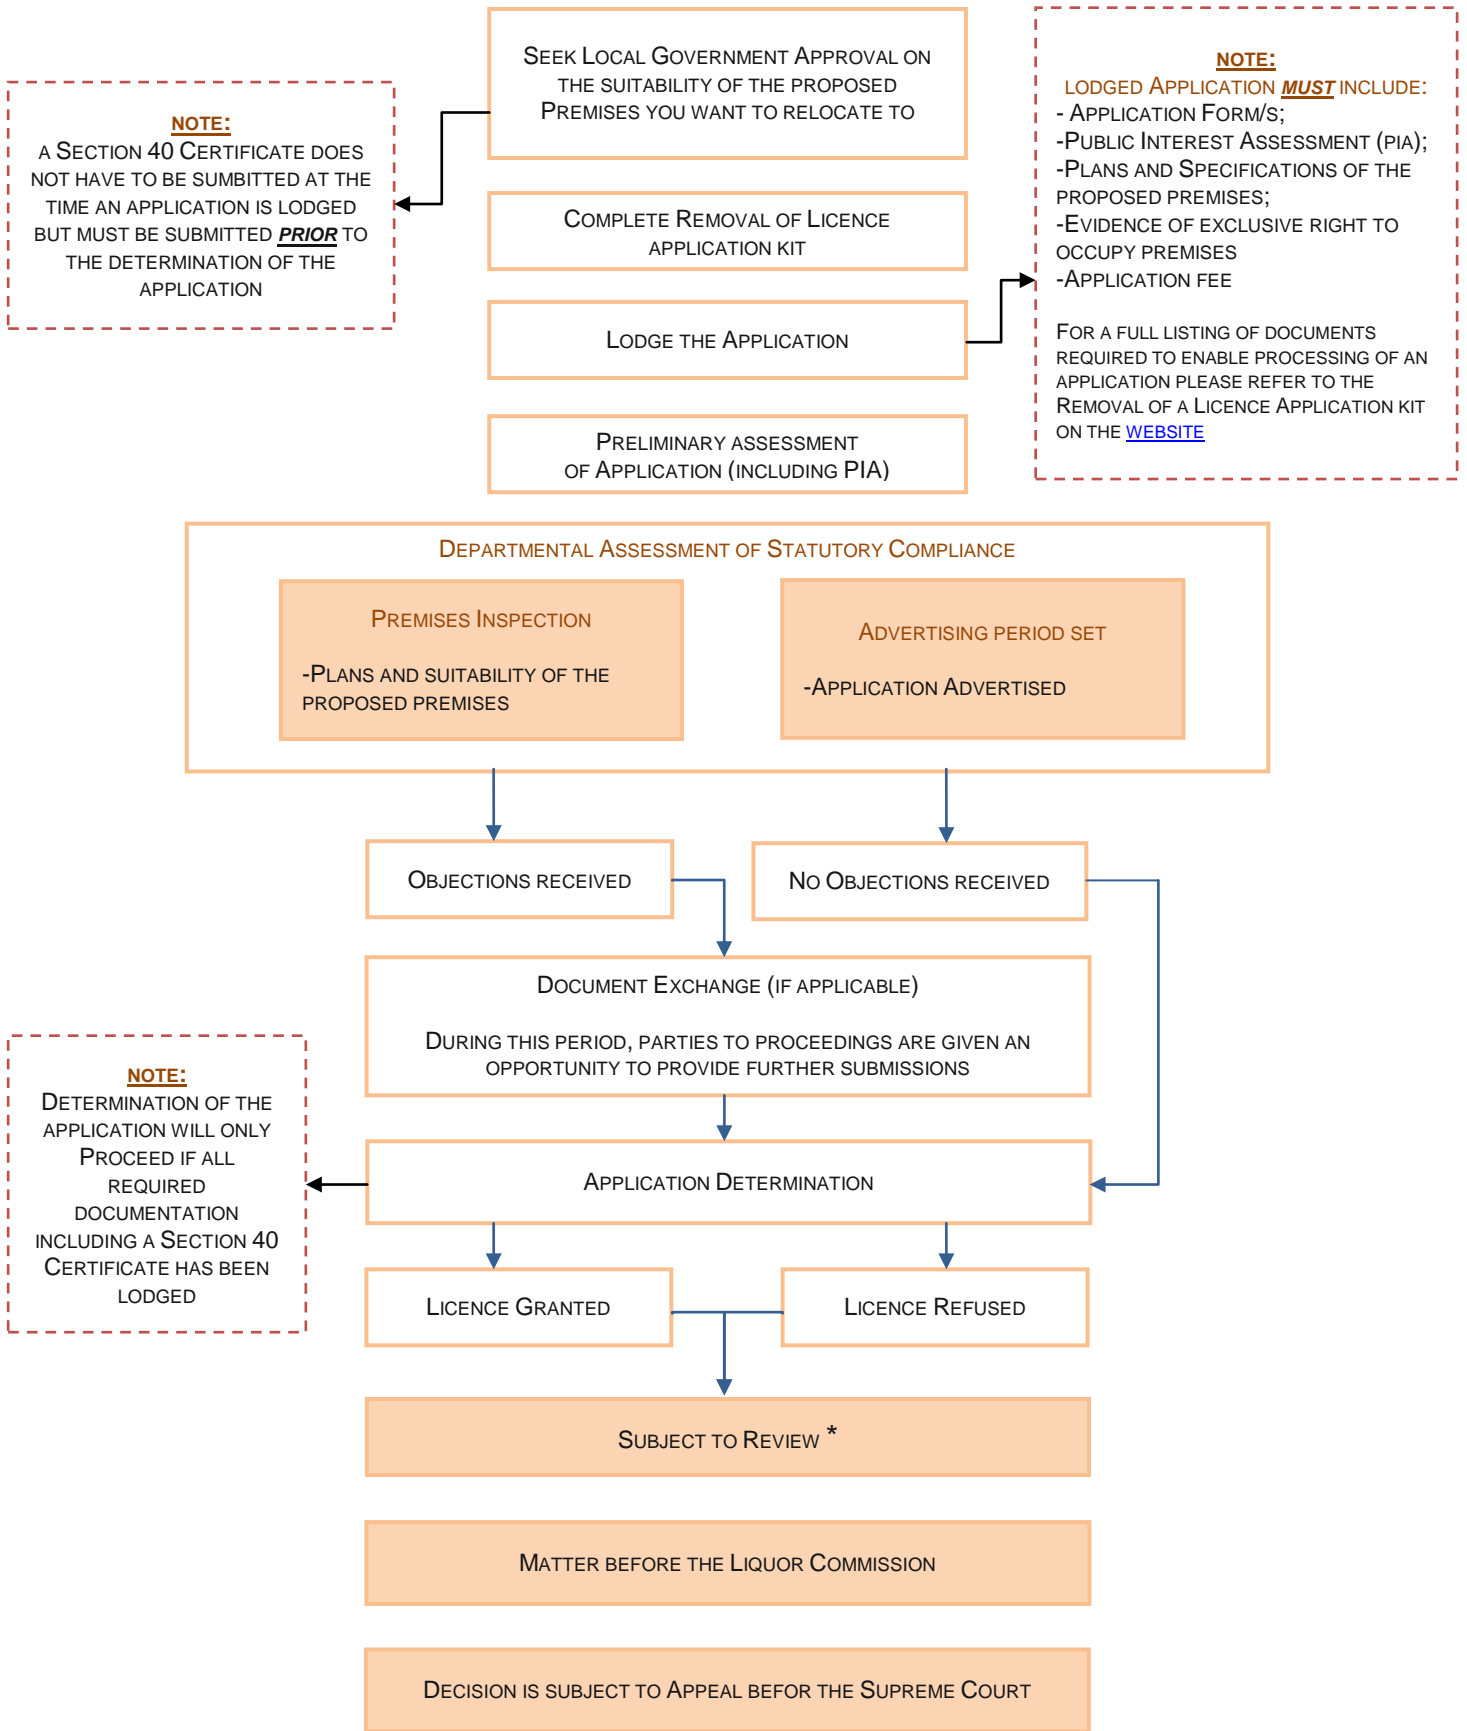 SEEK LOCAL GOVERNMENT APPROVAL ON
THE SUITABILITY OF THE PROPOSED
PREMISES YOU WANT TO RELOCATE TO
NOTE:
A SECTION 40 CERTIFICATE DOES
NOT HAVE TO BE SUMBITTED AT THE
TIME AN APPLICATION IS LODGED
BUT MUST BE SUBMITTED PRIOR TO
THE DETERMINATION OF THE
APPLICATION
NOTE:
LODGED APPLICATION MUST INCLUDE:
- APPLICATION FORM/S;
-PUBLIC INTEREST ASSESSMENT (PIA);
-PLANS AND SPECIFICATIONS OF THE
PROPOSED PREMISES;
-EVIDENCE OF EXCLUSIVE RIGHT TO
OCCUPY PREMISES
-APPLICATION FEE
FOR A FULL LISTING OF DOCUMENTS
REQUIRED TO ENABLE PROCESSING OF AN
APPLICATION PLEASE REFER TO THE
REMOVAL OF A LICENCE APPLICATION KIT
ON THE WEBSITE
COMPLETE REMOVAL OF LICENCE
APPLICATION KIT
LODGE THE APPLICATION
PRELIMINARY ASSESSMENT
OF APPLICATION (INCLUDING PIA)
DEPARTMENTAL ASSESSMENT OF STATUTORY COMPLIANCE
PREMISES INSPECTION
-PLANS AND SUITABILITY OF THE
PROPOSED PREMISES
ADVERTISING PERIOD SET
-APPLICATION ADVERTISED
OBJECTIONS RECEIVED
NO OBJECTIONS RECEIVED
DOCUMENT EXCHANGE (IF APPLICABLE)
DURING THIS PERIOD, PARTIES TO PROCEEDINGS ARE GIVEN AN
OPPORTUNITY TO PROVIDE FURTHER SUBMISSIONS
NOTE:
DETERMINATION OF THE
APPLICATION WILL ONLY
PROCEED IF ALL
REQUIRED
DOCUMENTATION
INCLUDING A SECTION 40
CERTIFICATE HAS BEEN
LODGED
APPLICATION DETERMINATION
LICENCE GRANTED
LICENCE REFUSED
SUBJECT TO REVIEW *
MATTER BEFORE THE LIQUOR COMMISSION
DECISION IS SUBJECT TO APPEAL BEFOR THE SUPREME COURT